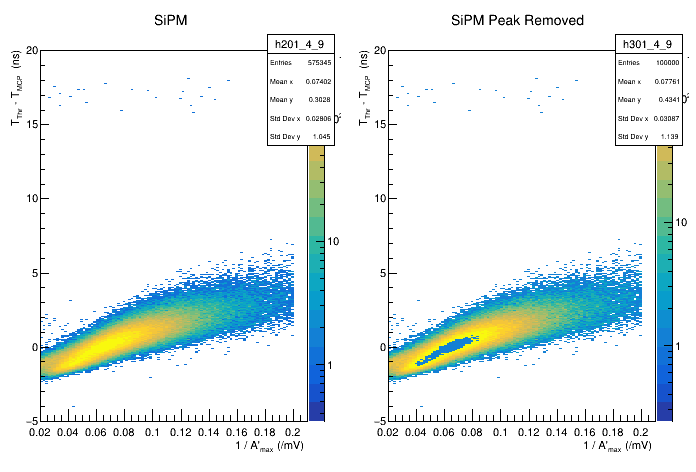 SiPM
h201_4_9
Entries 575345
Mean x 0.07402
Mean y 0.3028
Std Dev x 0.02806
Std Dev y 1.045
T_Thr - T_MCP (ns)
20
15
10
5
0
−5
0.02 0.04 0.06 0.08 0.1 0.12 0.14 0.16 0.18 0.2
1 / A'_max (/mV)
10
1
SiPM Peak Removed
h301_4_9
Entries 100000
Mean x 0.07761
Mean y 0.4341
Std Dev x 0.03087
Std Dev y 1.139
T_Thr - T_MCP (ns)
20
15
10
5
0
−5
0.02 0.04 0.06 0.08 0.1 0.12 0.14 0.16 0.18 0.2
1 / A'_max (/mV)
10
1